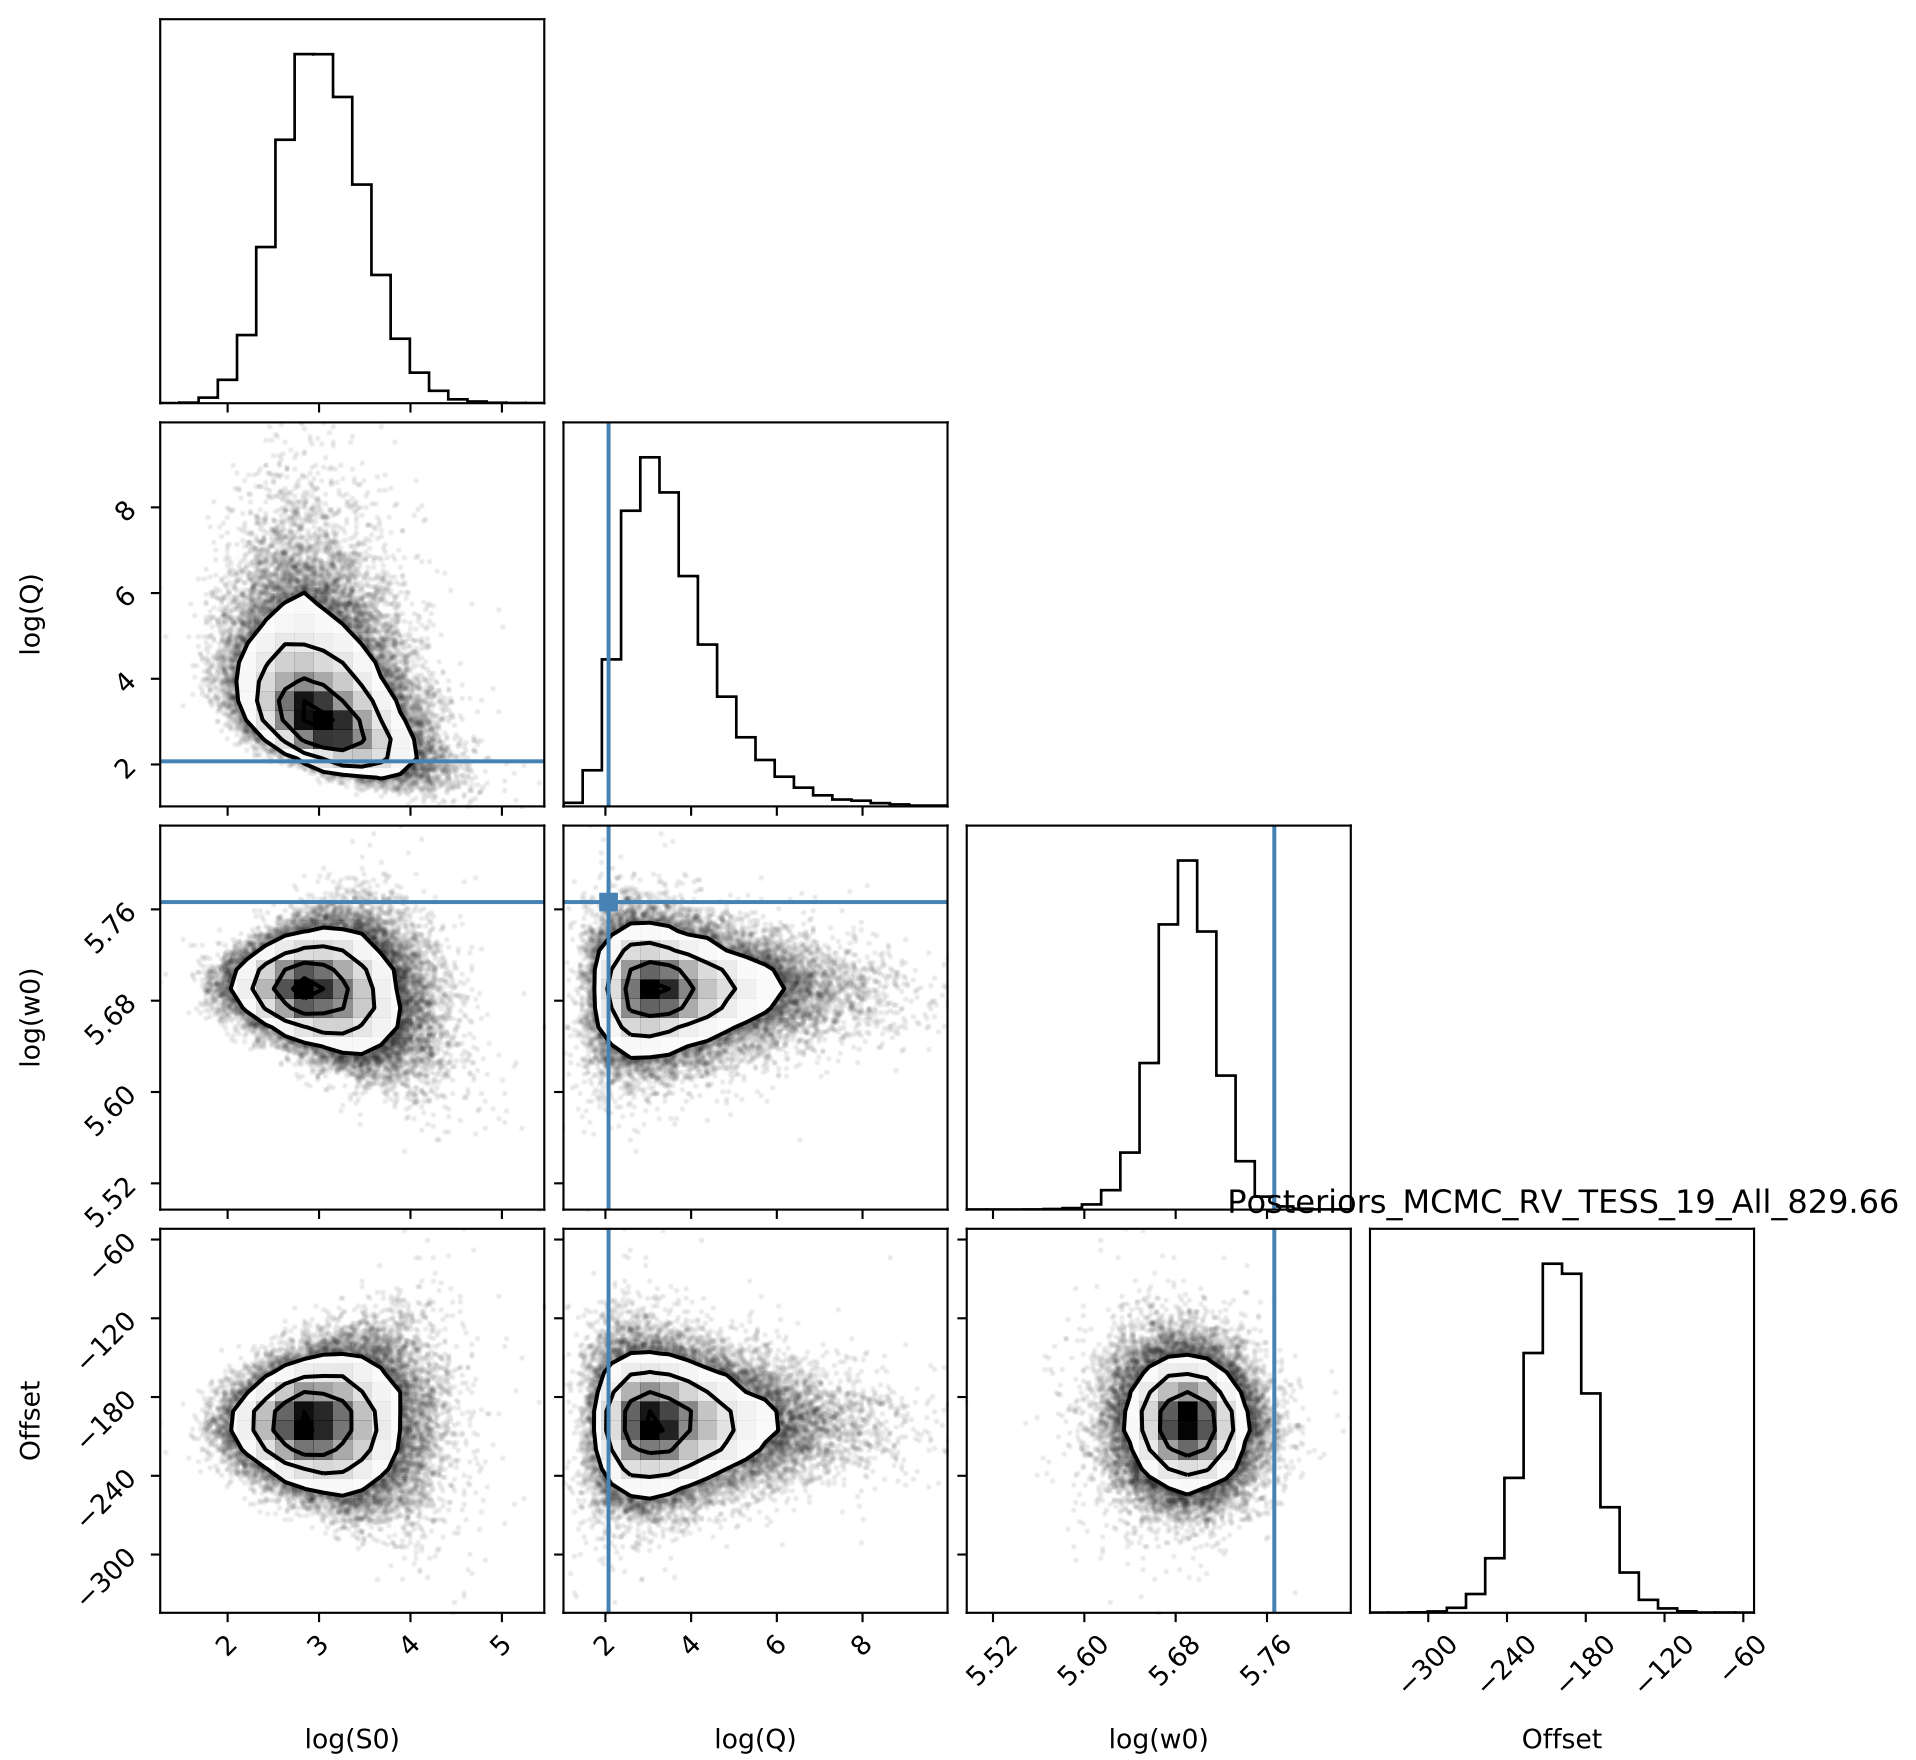 log(Q)
8
6
4
2
log(w0)
5.76
5.68
5.60
5.52
Posteriors_MCMC_RV_TESS_19_All_829.66
Offset
−60
−120
−180
−240
−300
2 3 4 5 2 4 6 8 5.52 5.60 5.68 5.76 −300 −240 −180 −120 −60
log(S0) log(Q) log(w0) Offset